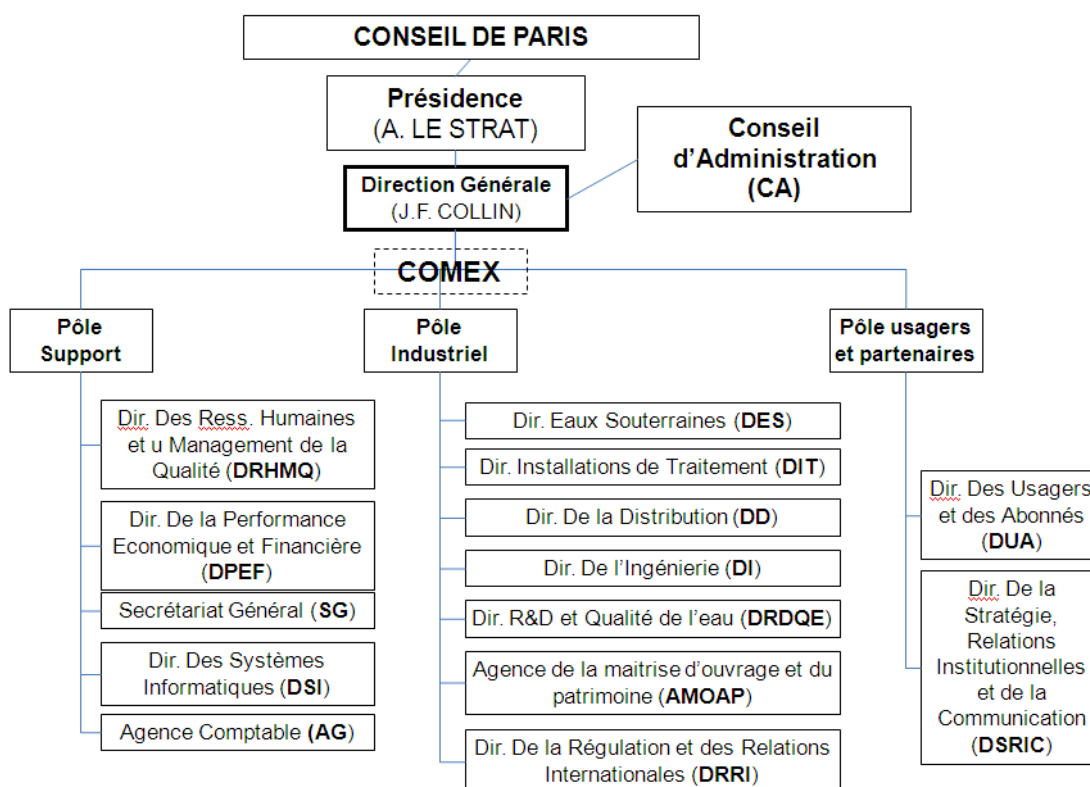 CONSEIL DE PARIS
Présidence
(A. LE STRAT)
Conseil
d’Administration
(CA)
Direction Générale
(J.F. COLLIN)
COMEX
Pôle
Support
Pôle
Industriel
Pôle usagers
et partenaires
Dir. Des Ress. Humaines
et u Management de la
Qualité (DRHMQ)
Dir. De la Performance
Economique et Financière
(DPEF)
Secrétariat Général (SG)
Dir. Des Systèmes
Informatiques (DSI)
Agence Comptable (AG)
Dir. Eaux Souterraines (DES)
Dir. Installations de Traitement (DIT)
Dir. De la Distribution (DD)
Dir. De l’Ingénierie (DI)
Dir. R&D et Qualité de l’eau (DRDQE)
Agence de la maitrise d’ouvrage et du
patrimoine (AMOAP)
Dir. De la Régulation et des Relations
Internationales (DRRI)
Dir. Des Usagers
et des Abonnés
(DUA)
Dir. De la
Stratégie,
Relations
Institutionnelles
et de la
Communication
(DSRIC)